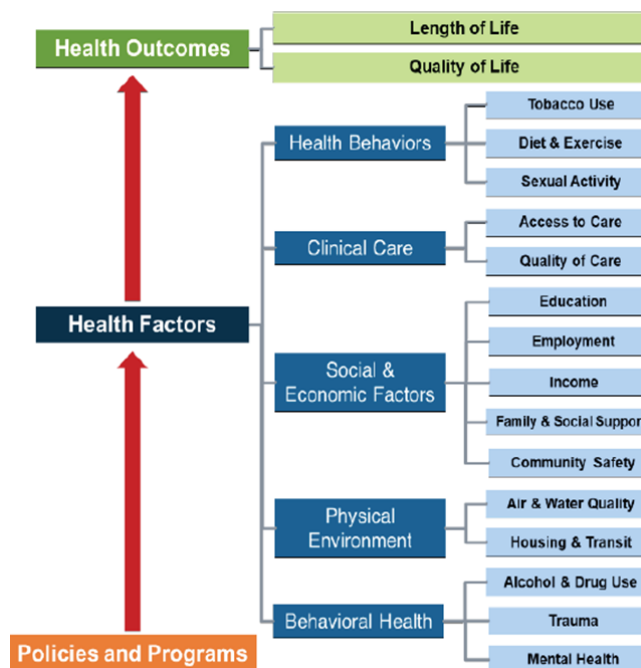 Health Outcomes
Length of Life
Quality of Life
Health Behaviors
Tobacco Use
Diet & Exercise
Sexual Activity
Clinical Care
Access to Care
Quality of Care
Health Factors
Social &
Economic Factors
Education
Employment
Income
Family & Social Suppor
Community Safety
Physical
Environment
Air & Water Quality
Housing & Transit
Behavioral Health
Alcohol & Drug Use
Trauma
Mental Health
Policies and Programs